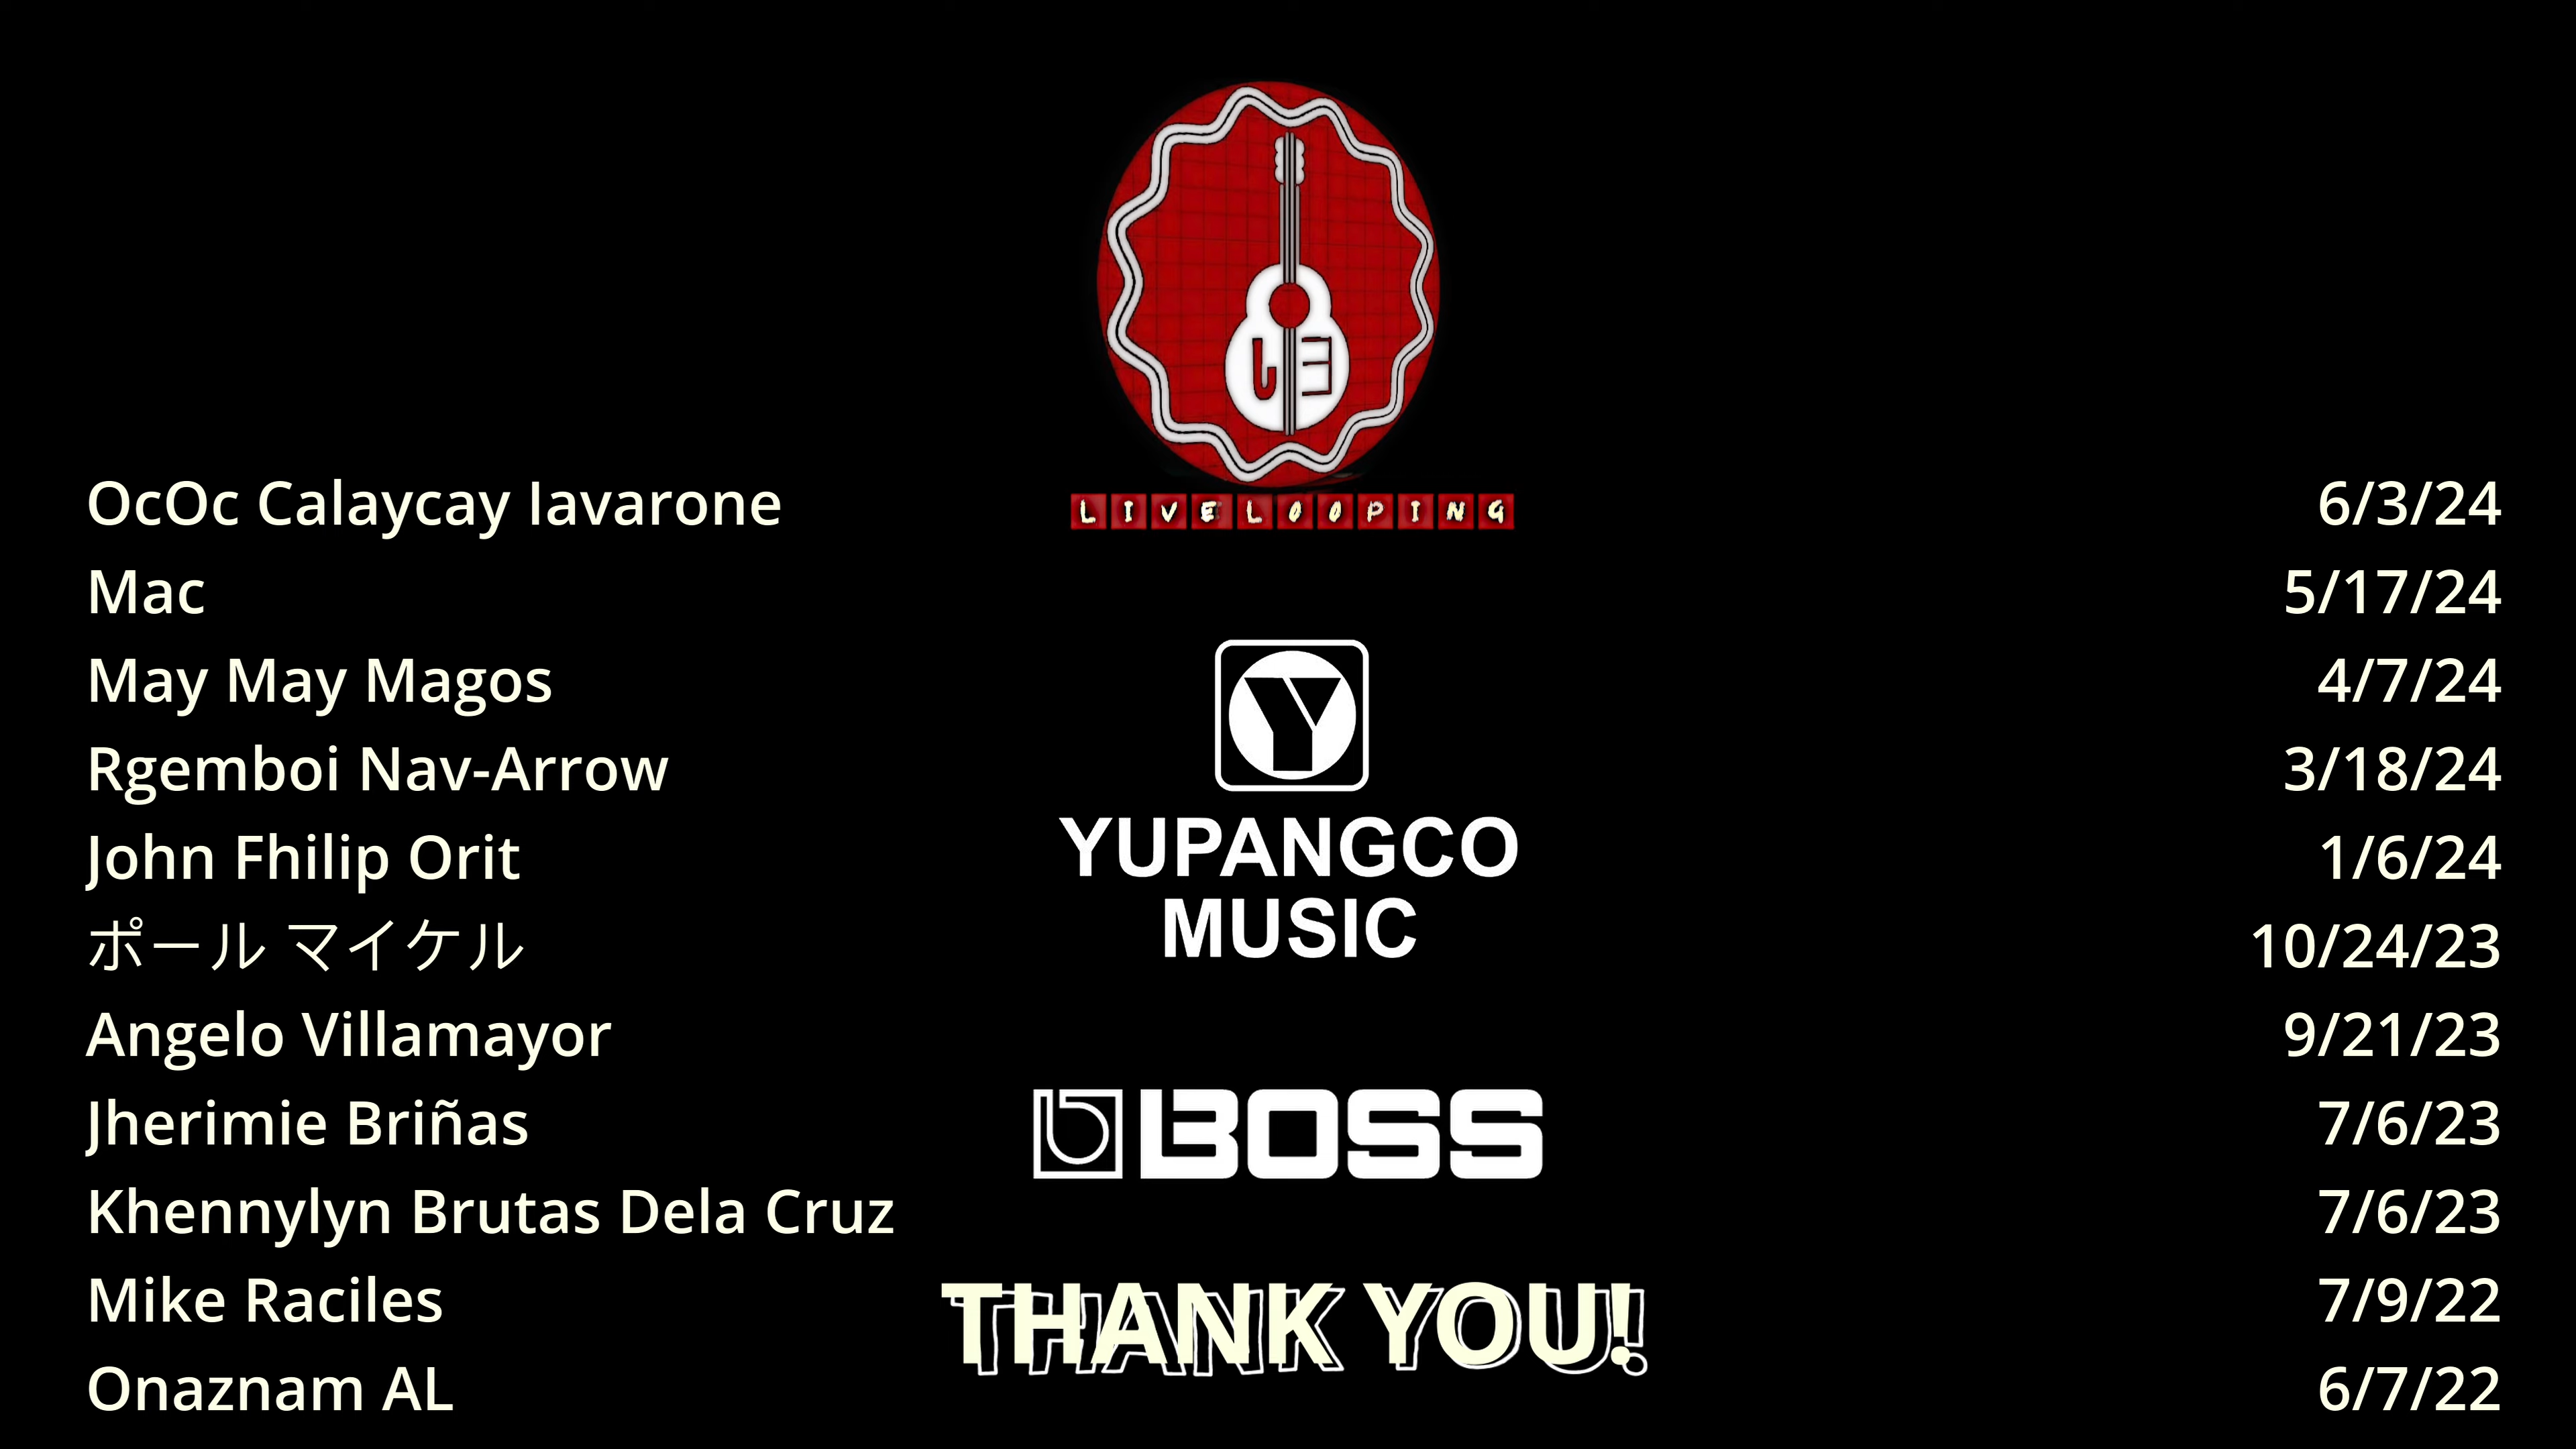 OcOc Calaycay Iavarone 6/3/24
LIVELOOPING
Mac 5/17/24
May May Magos 4/7/24
Y
Rgemboi Nav-Arrow 3/18/24
John Fhilip Orit 1/6/24
YUPANGCO
MUSIC
ポール マイケル 10/24/23
Angelo Villamayor 9/21/23
Jherimie Briñas 7/6/23
BOSS
Khennylyn Brutas Dela Cruz 7/6/23
Mike Raciles 7/9/22
THANK YOU!
Onaznam AL 6/7/22